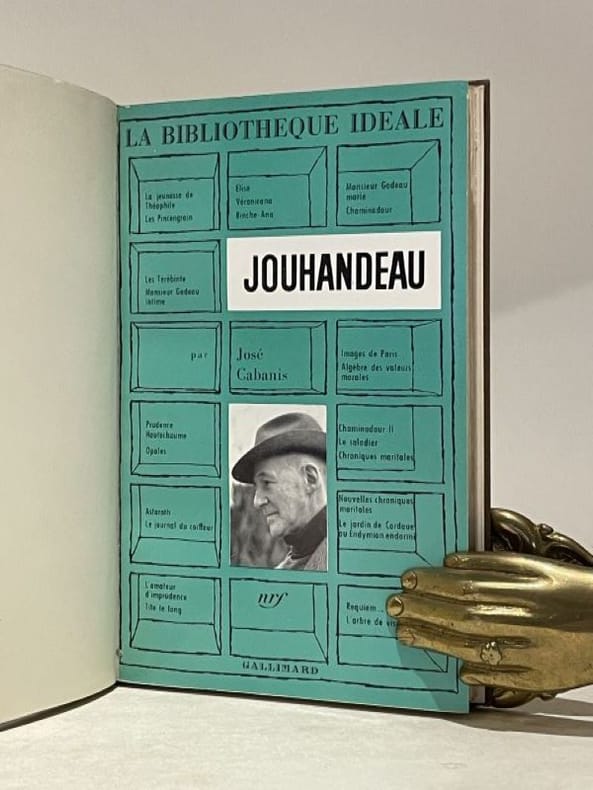 LA BIBLIOTHEQUE IDEALE
La jeunesse de
Théophile
Les Pincengrain
Elise
Véronicana
Binche-Ana
Monsieur Godeau
marié
Chaminadour
Les Térébinte
Monsieur Godeau
intime
JOUHANDEAU
par
José
Cabanis
Images de Paris
Algèbre des valeurs
morales
Prudence
Hautechaume
Opales
Chaminadour II
Le saladier
Chroniques maritales
Astaroth
Le journal du coiffeur
Nouvelles chroniques
maritales
Le jardin de Cordoue
ou Endymion endormi
L'amateur
d'imprudence
Tite le long
nrf
Requiem...
L'arbre de
GALLIMARD